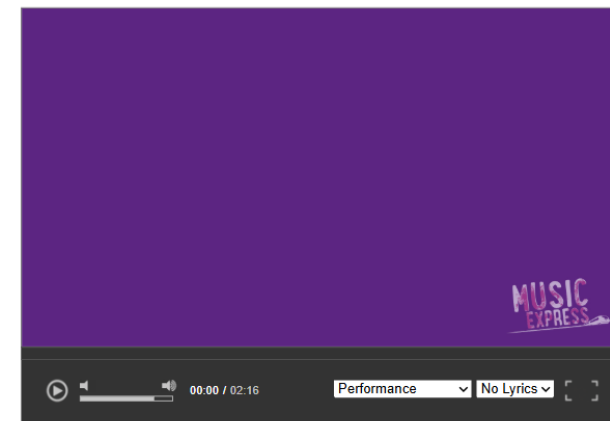 MUSIC
EXPRESS
00:00 / 02:16
Performance
No Lyrics